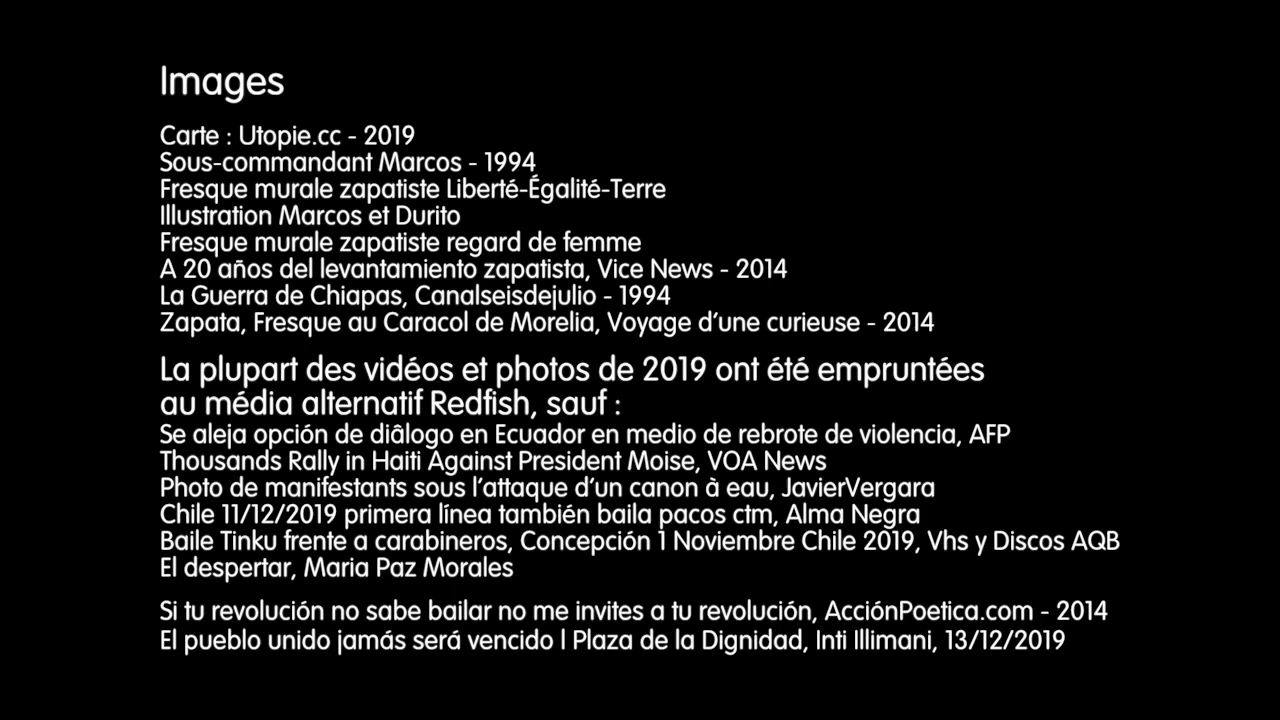 Images
Carte : Utopie.cc - 2019
Sous-commandant Marcos - 1994
Fresque murale zapatiste Liberté-Égalité-Terre
Illustration Marcos et Durito
Fresque murale zapatiste regard de femme
A 20 años del levantamiento zapatista, Vice News - 2014
La Guerra de Chiapas, Canalseisdejulio - 1994
Zapata, Fresque au Caracol de Morelia, Voyage d'une curieuse - 2014
La plupart des vidéos et photos de 2019 ont été empruntées
au média alternatif Redfish, sauf :
Se aleja opción de diâlogo en Ecuador en medio de rebrote de violencia, AFP
Thousands Rally in Haiti Against President Moise, VOA News
Photo de manifestants sous l'attaque d'un canon à eau, JavierVergara
Chile 11/12/2019 primera línea también baila pacos ctm, Alma Negra
Baile Tinku frente a carabineros, Concepción 1 Noviembre Chile 2019, Vhs y Discos AQB
El despertar, Maria Paz Morales
Si tu revolución no sabe bailar no me invites a tu revolución, AcciónPoetica.com - 2014
El pueblo unido jamás será vencido l Plaza de la Dignidad, Inti Illimani, 13/12/2019